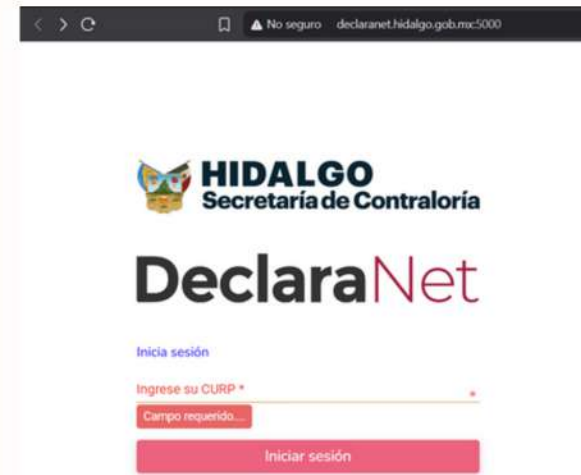 No seguro declaranet.hidalgo.gob.mx:5000
HIDALGO
Secretaría de Contraloría
DeclaraNet
Inicia sesión
Ingrese su CURP *
Campo requerido...
Iniciar sesión